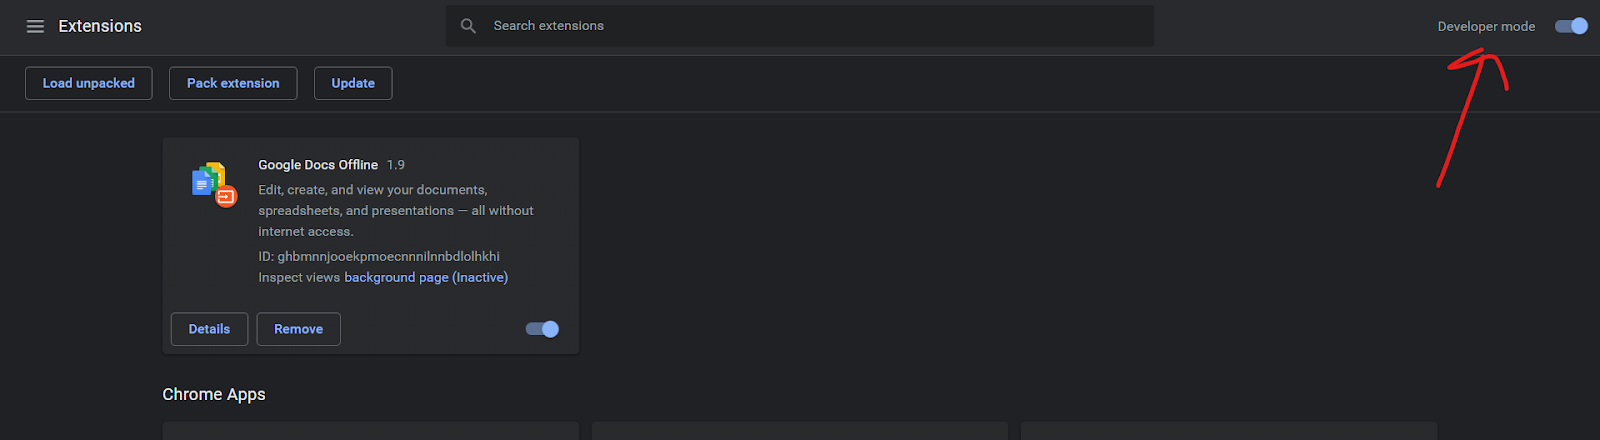 Extensions
Search extensions
Developer mode
Load unpacked
Pack extension
Update
Google Docs Offline 1.9
Edit, create, and view your documents,
spreadsheets, and presentations — all without
internet access.
ID: ghbmnnjooekpmoecnnnilnnbdlolhkhi
Inspect views background page (Inactive)
Details
Remove
Chrome Apps